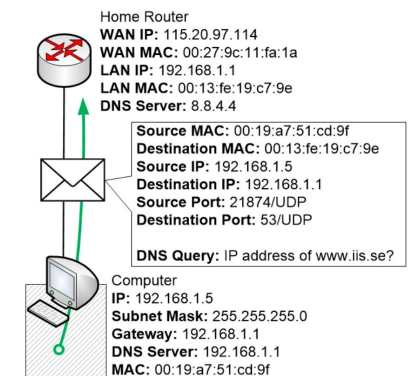 Home Router
WAN IP: 115.20.97.114
WAN MAC: 00:27:9c:11:fa:1a
LAN IP: 192.168.1.1
LAN MAC: 00:13:fe:19:c7:9e
DNS Server: 8.8.4.4
Source MAC: 00:19:a7:51:cd:9f
Destination MAC: 00:13:fe:19:c7:9e
Source IP: 192.168.1.5
Destination IP: 192.168.1.1
Source Port: 21874/UDP
Destination Port: 53/UDP
DNS Query: IP address of www.iis.se?
Computer
IP: 192.168.1.5
Subnet Mask: 255.255.255.0
Gateway: 192.168.1.1
DNS Server: 192.168.1.1
MAC: 00:19:a7:51:cd:9f